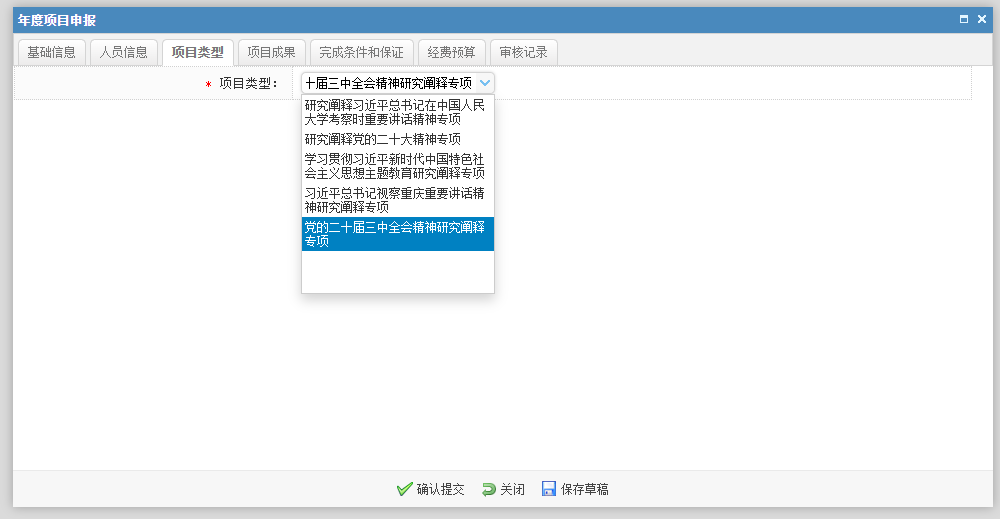 年度项目申报
基础信息 人员信息 项目类型 项目成果 完成条件和保证 经费预算 审核记录
* 项目类型： 十届三中全会精神研究阐释专项
研究阐释习近平总书记在中国人民
大学考察时重要讲话精神专项
研究阐释党的二十大精神专项
学习贯彻习近平新时代中国特色社
会主义思想主题教育研究阐释专项
习近平总书记视察重庆重要讲话精
神研究阐释专项
党的二十届三中全会精神研究阐释
专项
确认提交 关闭 保存草稿